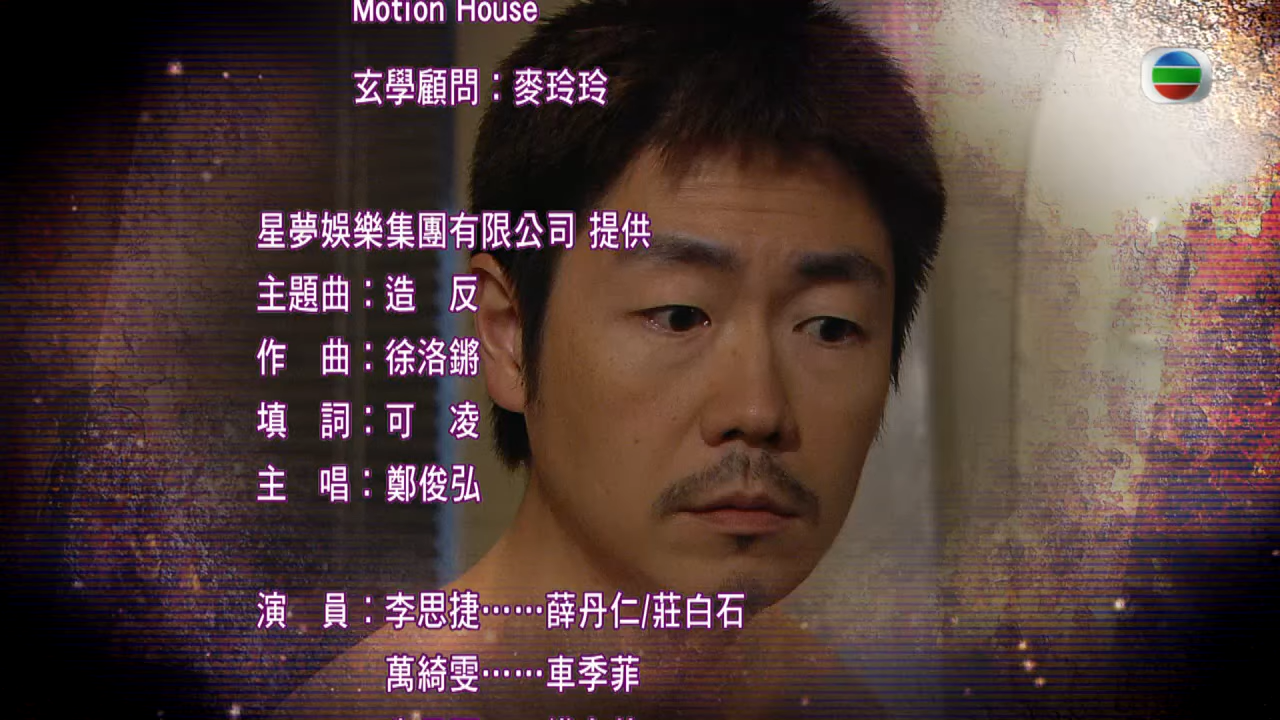 Motion House
玄學顧問：麥玲玲
星夢娛樂集團有限公司 提供
主題曲：造　反
作　曲：徐洛鏘
填　詞：可　凌
主　唱：鄭俊弘
演　員：李思捷……薛丹仁/莊白石
萬綺雯……車季菲